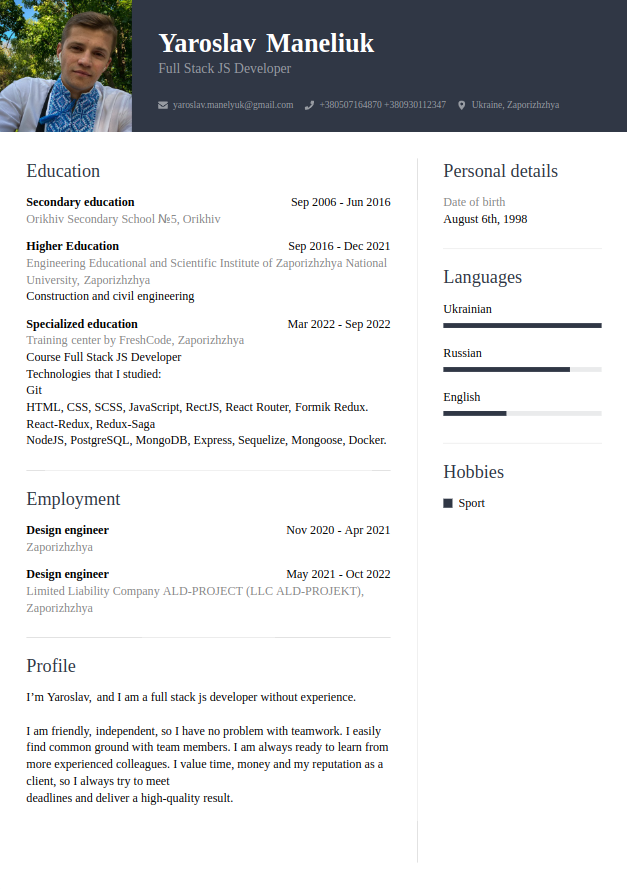 Yaroslav Maneliuk
Full Stack JS Developer
yaroslav.manelyuk@gmail.com +380507164870 +380930112347 Ukraine, Zaporizhzhya
Education
Secondary education Sep 2006 - Jun 2016
Orikhiv Secondary School №5, Orikhiv
Higher Education Sep 2016 - Dec 2021
Engineering Educational and Scientific Institute of Zaporizhzhya National
University, Zaporizhzhya
Construction and civil engineering
Specialized education Mar 2022 - Sep 2022
Training center by FreshCode, Zaporizhzhya
Course Full Stack JS Developer
Technologies that I studied:
Git
HTML, CSS, SCSS, JavaScript, RectJS, React Router, Formik Redux.
React-Redux, Redux-Saga
NodeJS, PostgreSQL, MongoDB, Express, Sequelize, Mongoose, Docker.
Employment
Design engineer Nov 2020 - Apr 2021
Zaporizhzhya
Design engineer May 2021 - Oct 2022
Limited Liability Company ALD-PROJECT (LLC ALD-PROJEKT),
Zaporizhzhya
Profile
I’m Yaroslav, and I am a full stack js developer without experience.
I am friendly, independent, so I have no problem with teamwork. I easily
find common ground with team members. I am always ready to learn from
more experienced colleagues. I value time, money and my reputation as a
client, so I always try to meet
deadlines and deliver a high-quality result.
Personal details
Date of birth
August 6th, 1998
Languages
Ukrainian
Russian
English
Hobbies
Sport